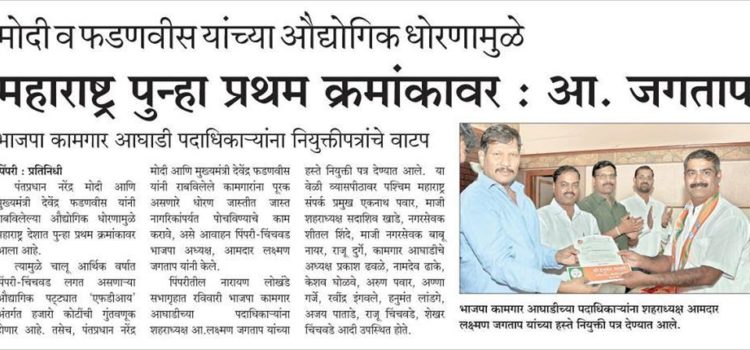 मोदी व फडणवीस यांच्या औद्योगिक धोरणामुळे
महाराष्ट्र पुन्हा प्रथम क्रमांकावर : आ. जगताप
भाजपा कामगार आघाडी पदाधिकाऱ्यांना नियुक्तीपत्रांचे वाटप
पिंपरी : प्रतिनिधी
पंतप्रधान नरेंद्र मोदी आणि
मुख्यमंत्री देवेंद्र फडणवीस यांनी
राबविलेल्या औद्योगिक धोरणामुळे
महाराष्ट्र देशात पुन्हा प्रथम क्रमांकावर
आला आहे.
त्यामुळे चालू आर्थिक वर्षात
पिंपरी-चिंचवड लगत असणाऱ्या
औद्यागिक पट्ट्यात 'एफडीआय'
अंतर्गत हजारो कोटींची गुंतवणूक
होणार आहे. तसेच, पंतप्रधान नरेंद्र
मोदी आणि मुख्यमंत्री देवेंद्र फडणवीस
यांनी राबविलेले कामगारांना पूरक
असणारे धोरण जास्तीत जास्त
नागरिकांपर्यत पोचविण्याचे काम
करावे, असे आवाहन पिंपरी-चिंचवड
भाजपा अध्यक्ष, आमदार लक्ष्मण
जगताप यांनी केले.
पिंपरीतील नारायण लोखंडे
सभागृहात रविवारी भाजपा कामगार
आघाडीच्या पदाधिकाऱ्यांना
शहराध्यक्ष आ.लक्ष्मण जगताप यांच्या
हस्ते नियुक्ती पत्र देण्यात आले. या
वेळी व्यासपीठावर पश्चिम महाराष्ट्र
संपर्क प्रमुख एकनाथ पवार, माजी
शहराध्यक्ष सदाशिव खाडे, नगरसेवक
शीतल शिंदे, माजी नगरसेवक बाबू
नायर, राजू दुर्गे, कामगार आघाडीचे
अध्यक्ष प्रकाश ढवळे, नामदेव ढाके,
केशव घोळवे, अरुण पवार, अण्णा
गर्जे, रवींद्र इंगवले, हनुमंत लांडगे,
अजय पाताडे, राजू चिंचवडे, शेखर
चिंचवडे आदी उपस्थित होते.
भाजपा कामगार आघाडीच्या पदाधिकाऱ्यांना शहराध्यक्ष आमदार
लक्ष्मण जगताप यांच्या हस्ते नियुक्ती पत्र देण्यात आले.